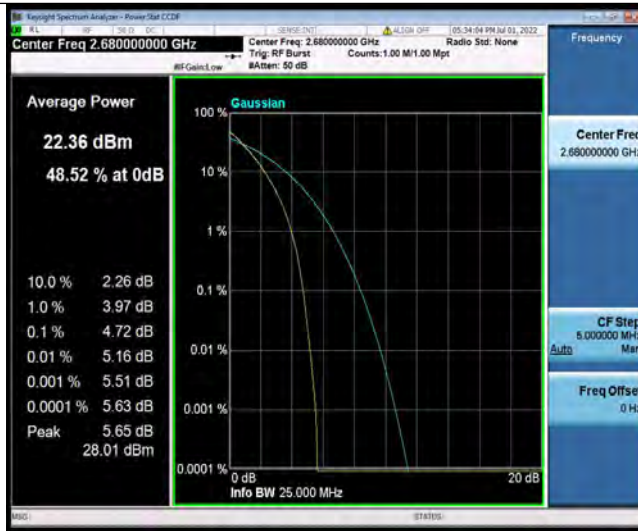 Keysight Spectrum Analyzer - Power Stat CCDF
RL RF 50 Ω DC SENSE:INT ALIGN OFF 05:34:04 PM Jul 01, 2022
Center Freq 2.680000000 GHz
Center Freq: 2.680000000 GHz Radio Std: None
Trig: RF Burst Counts:1.00 M/1.00 Mpt
#IFGain:Low #Atten: 50 dB
Frequency
Average Power
22.36 dBm
48.52 % at 0dB
10.0 % 2.26 dB
1.0 % 3.97 dB
0.1 % 4.72 dB
0.01 % 5.16 dB
0.001 % 5.51 dB
0.0001 % 5.63 dB
Peak 5.65 dB
28.01 dBm
Gaussian
100 %
10 %
1 %
0.1 %
0.01 %
0.001 %
0.0001 %
0 dB 20 dB
Info BW 25.000 MHz
Center Freq
2.680000000 GHz
CF Step
5.000000 MHz
Auto Man
Freq Offse
0 Hz
MSG STATUS